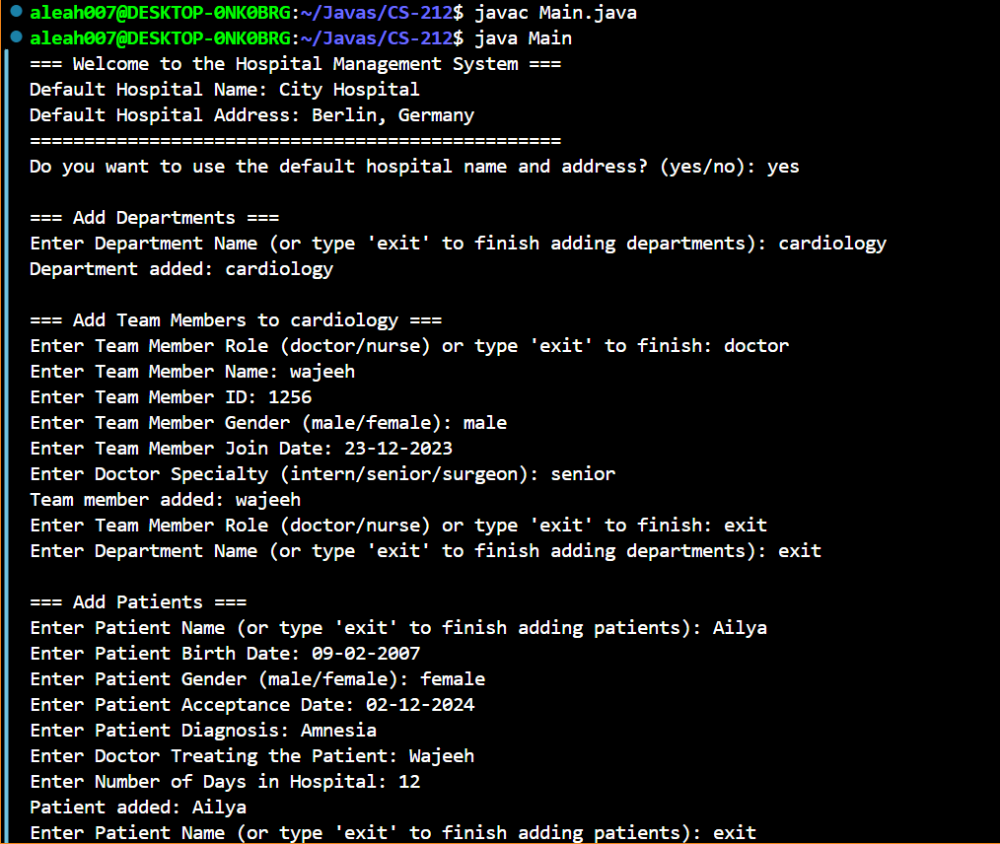 aleah007@DESKTOP-0NK0BRG:~/Javas/CS-212$ javac Main.java
aleah007@DESKTOP-0NK0BRG:~/Javas/CS-212$ java Main
=== Welcome to the Hospital Management System ===
Default Hospital Name: City Hospital
Default Hospital Address: Berlin, Germany
=================================================
Do you want to use the default hospital name and address? (yes/no): yes

=== Add Departments ===
Enter Department Name (or type 'exit' to finish adding departments): cardiology
Department added: cardiology

=== Add Team Members to cardiology ===
Enter Team Member Role (doctor/nurse) or type 'exit' to finish: doctor
Enter Team Member Name: wajeeh
Enter Team Member ID: 1256
Enter Team Member Gender (male/female): male
Enter Team Member Join Date: 23-12-2023
Enter Doctor Specialty (intern/senior/surgeon): senior
Team member added: wajeeh
Enter Team Member Role (doctor/nurse) or type 'exit' to finish: exit
Enter Department Name (or type 'exit' to finish adding departments): exit

=== Add Patients ===
Enter Patient Name (or type 'exit' to finish adding patients): Ailya
Enter Patient Birth Date: 09-02-2007
Enter Patient Gender (male/female): female
Enter Patient Acceptance Date: 02-12-2024
Enter Patient Diagnosis: Amnesia
Enter Doctor Treating the Patient: Wajeeh
Enter Number of Days in Hospital: 12
Patient added: Ailya
Enter Patient Name (or type 'exit' to finish adding patients): exit